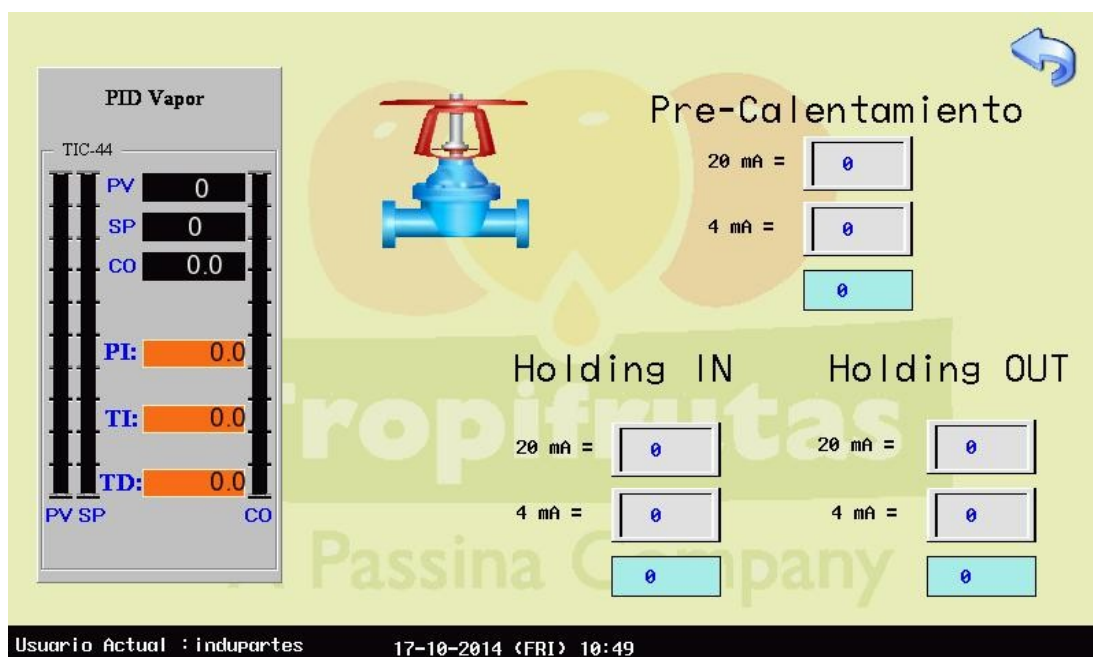 PID Vapor
TIC-44
PV 0
SP 0
CO 0.0
PI: 0.0
TI: 0.0
TD: 0.0
PV SP CO
Pre-Calentamiento
20 mA = 0
4 mA = 0
0
Holding IN
20 mA = 0
4 mA = 0
0
Holding OUT
20 mA = 0
4 mA = 0
0
Tropifrutas
A Passina Company
Usuario Actual : indupartes 17-10-2014 (FRI) 10:49